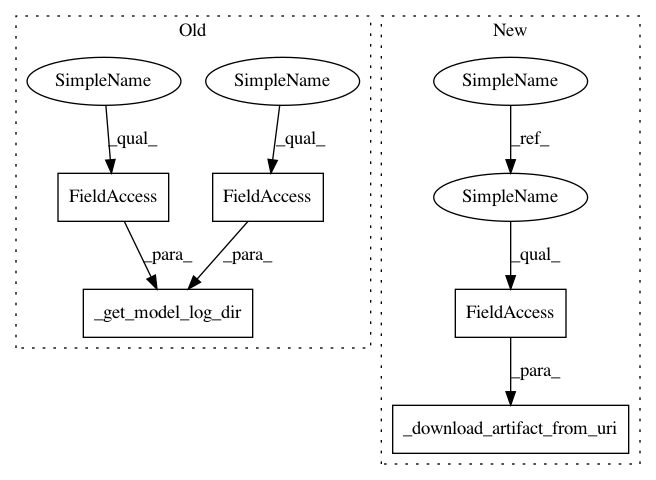 Old
New
SimpleName
SimpleName
SimpleName
_qual_
_qual_
_ref_
FieldAccess
FieldAccess
SimpleName
_para_
_para_
_qual_
_get_model_log_dir
FieldAccess
_para_
_download_artifact_from_uri